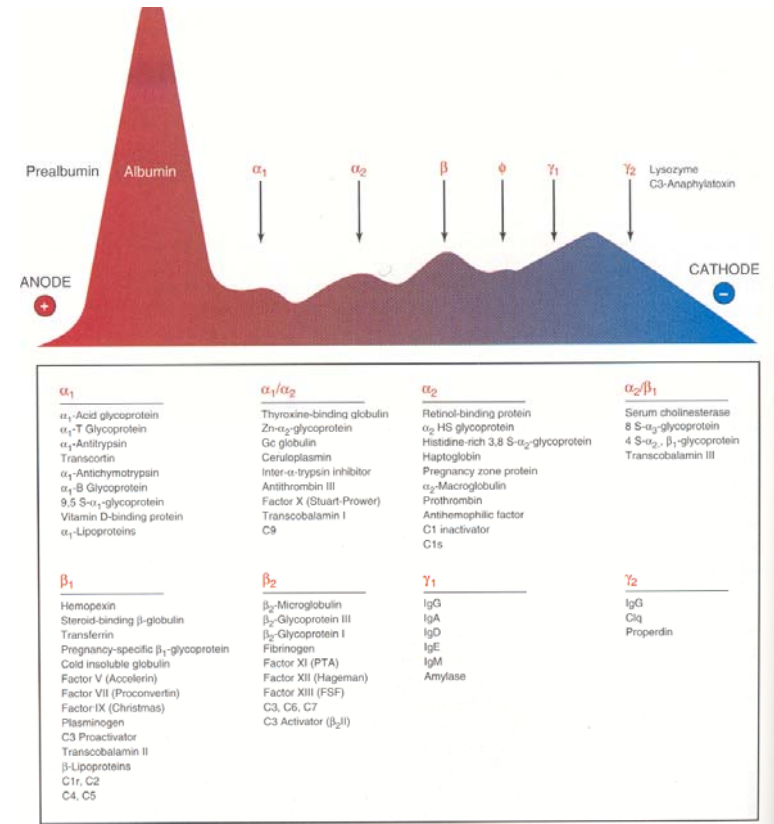 Prealbumin Albumin α1 α2 β ϕ γ1 γ2 Lysozyme
C3-Anaphylatoxin
ANODE
+
CATHODE
−
α1
α1-Acid glycoprotein
α1-T Glycoprotein
α1-Antitrypsin
Transcortin
α1-Antichymotrypsin
α1-B Glycoprotein
9,5 S-α1-glycoprotein
Vitamin D-binding protein
α1-Lipoproteins
α1/α2
Thyroxine-binding globulin
Zn-α2-glycoprotein
Gc globulin
Ceruloplasmin
Inter-α-trypsin inhibitor
Antithrombin III
Factor X (Stuart-Prower)
Transcobalamin I
C9
α2
Retinol-binding protein
α2 HS glycoprotein
Histidine-rich 3,8 S-α2-glycoprotein
Haptoglobin
Pregnancy zone protein
α2-Macroglobulin
Prothrombin
Antihemophilic factor
C1 inactivator
C1s
α2/β1
Serum cholinesterase
8 S-α3-glycoprotein
4 S-α2, β1-glycoprotein
Transcobalamin III
β1
Hemopexin
Steroid-binding β-globulin
Transferrin
Pregnancy-specific β1-glycoprotein
Cold insoluble globulin
Factor V (Accelerin)
Factor VII (Proconvertin)
Factor IX (Christmas)
Plasminogen
C3 Proactivator
Transcobalamin II
β-Lipoproteins
C1r, C2
C4, C5
β2
β2-Microglobulin
β2-Glycoprotein III
β2-Glycoprotein I
Fibrinogen
Factor XI (PTA)
Factor XII (Hageman)
Factor XIII (FSF)
C3, C6, C7
C3 Activator (β2II)
γ1
IgG
IgA
IgD
IgE
IgM
Amylase
γ2
IgG
Clq
Properdin